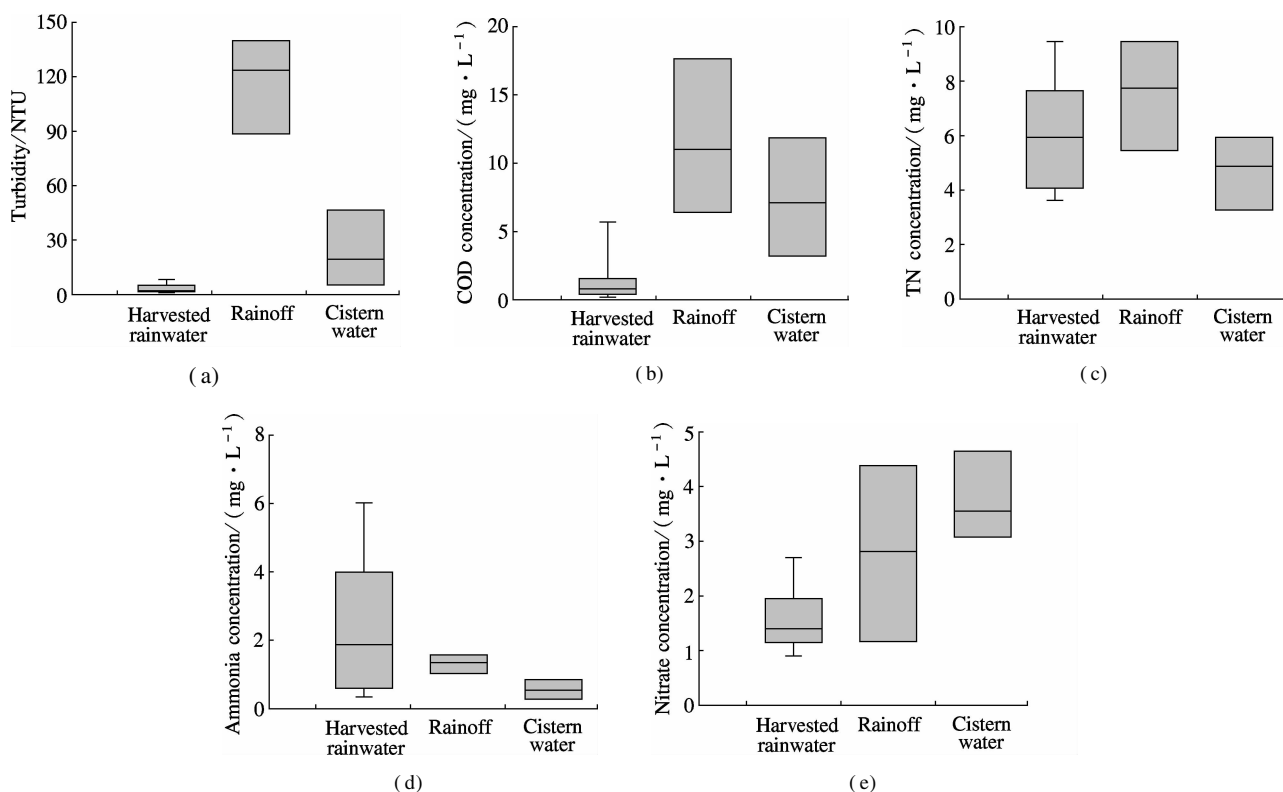 150
120
90
60
30
0
Turbidity/NTU
Harvested
rainwater
Rainoff
Cistern
water
(a)
20
15
10
5
0
COD concentration/(mg·L⁻¹)
Harvested
rainwater
Rainoff
Cistern
water
(b)
10
8
6
4
2
0
TN concentration/(mg·L⁻¹)
Harvested
rainwater
Rainoff
Cistern
water
(c)
8
6
4
2
0
Ammonia concentration/(mg·L⁻¹)
Harvested
rainwater
Rainoff
Cistern
water
(d)
5
4
3
2
1
0
Nitrate concentration/(mg·L⁻¹)
Harvested
rainwater
Rainoff
Cistern
water
(e)